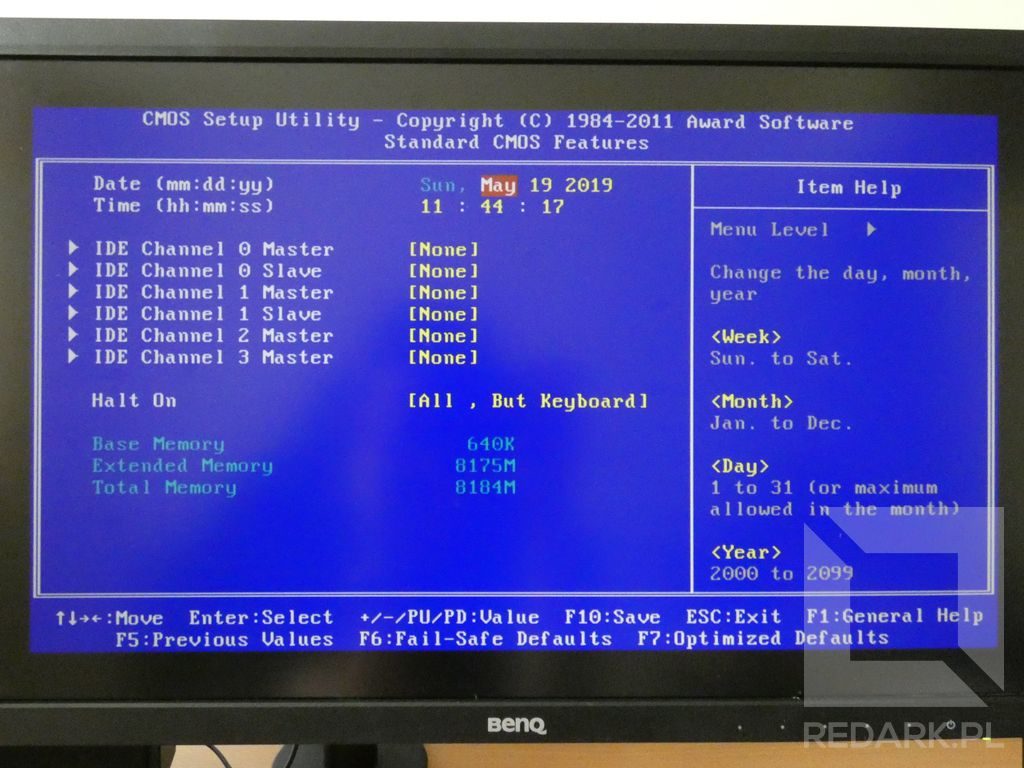 CMOS Setup Utility - Copyright (C) 1984-2011 Award Software
Standard CMOS Features
Date (mm:dd:yy) Sun, May 19 2019
Time (hh:mm:ss) 11 : 44 : 17
IDE Channel 0 Master [None]
IDE Channel 0 Slave [None]
IDE Channel 1 Master [None]
IDE Channel 1 Slave [None]
IDE Channel 2 Master [None]
IDE Channel 3 Master [None]
Halt On [All , But Keyboard]
Base Memory 640K
Extended Memory 8175M
Total Memory 8184M
Item Help
Menu Level
Change the day, month,
year
<Week>
Sun. to Sat.
<Month>
Jan. to Dec.
<Day>
1 to 31 (or maximum
allowed in the month)
<Year>
2000 to 2099
↑↓→←:Move Enter:Select +/-/PU/PD:Value F10:Save ESC:Exit F1:General Help
F5:Previous Values F6:Fail-Safe Defaults F7:Optimized Defaults
BenQ
REDARK.PL